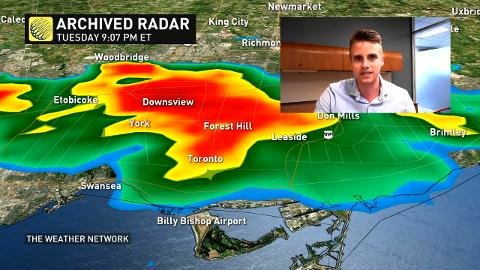 ARCHIVED RADAR
TUESDAY 9:07 PM ET
Newmarket
King City
Richmon
Woodbridge
Etobicoke
Downsview
York
Forest Hill
Don Mills
Leaside
Brimley
Toronto
Swansea
Billy Bishop Airport
THE WEATHER NETWORK